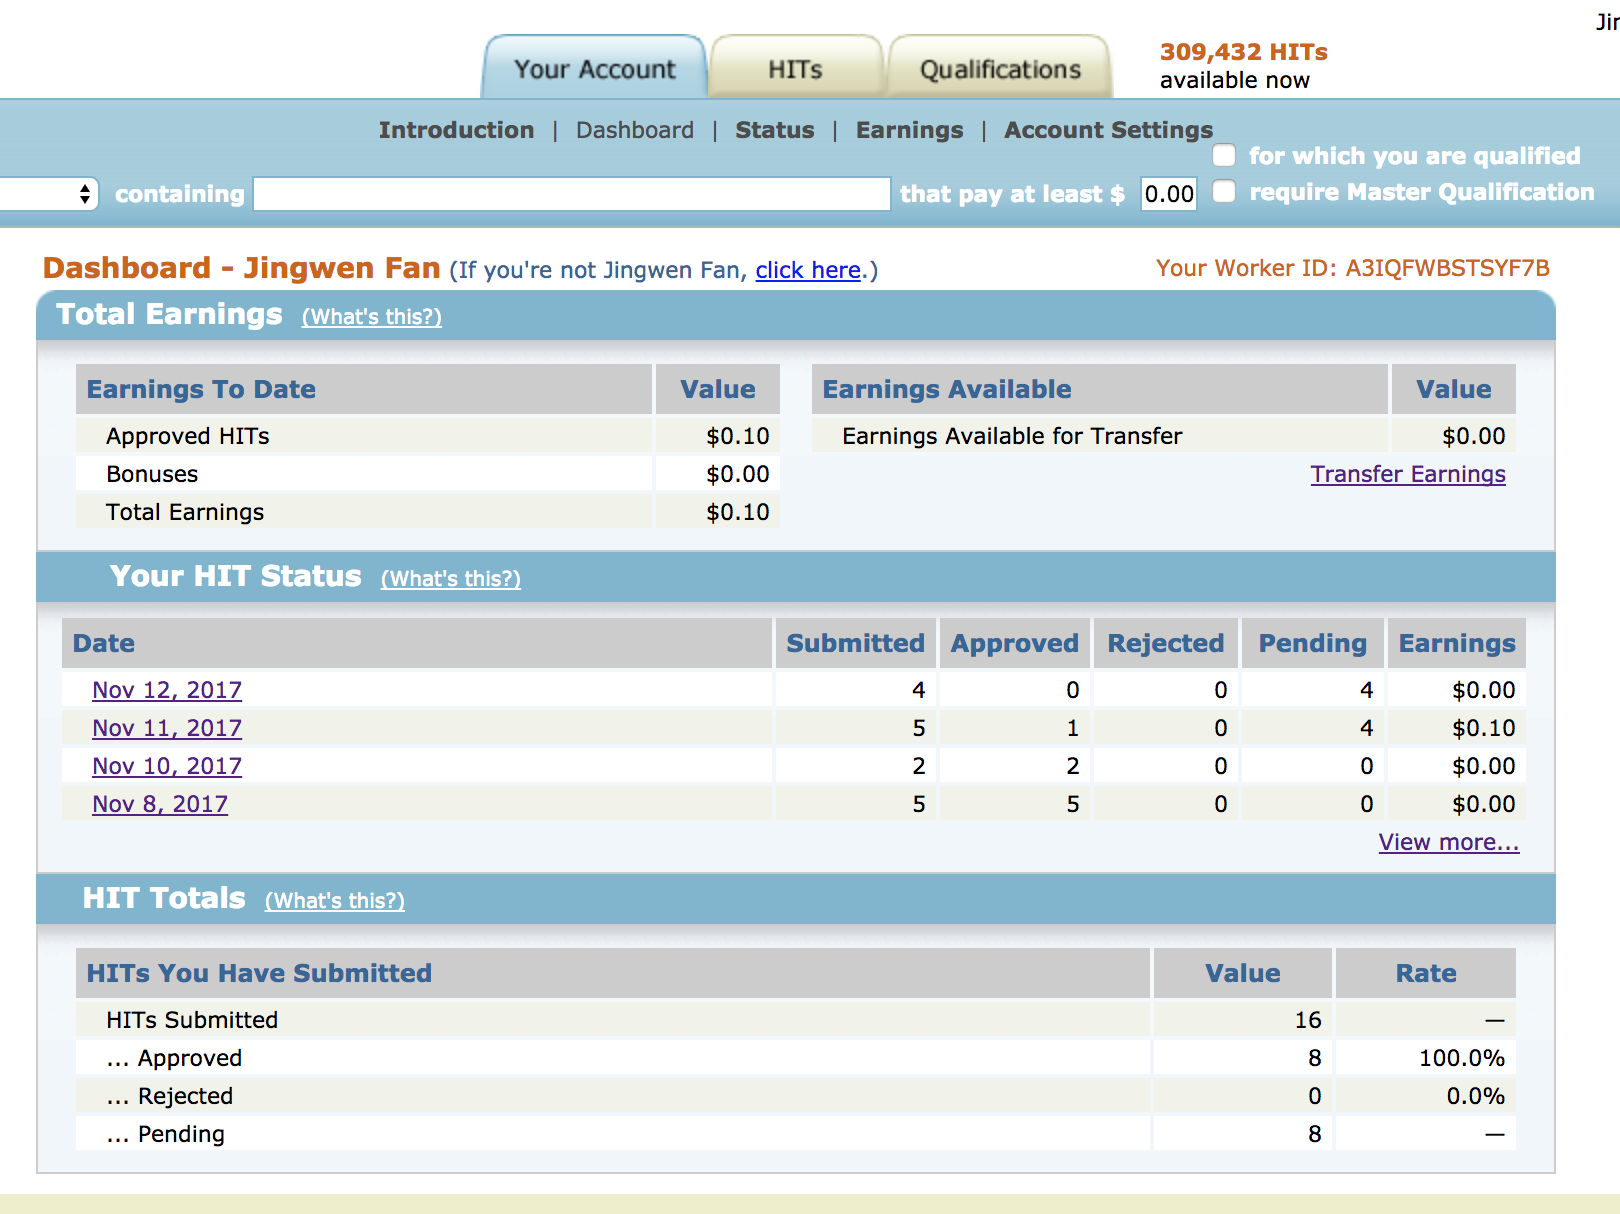 Jin
Your Account HITs Qualifications
309,432 HITs
available now
Introduction | Dashboard | Status | Earnings | Account Settings
for which you are qualified
containing that pay at least $ 0.00 require Master Qualification
Dashboard - Jingwen Fan (If you're not Jingwen Fan, click here.) Your Worker ID: A3IQFWBSTSYF7B
Total Earnings (What's this?)
Earnings To Date Value Earnings Available Value
Approved HITs $0.10 Earnings Available for Transfer $0.00
Bonuses $0.00 Transfer Earnings
Total Earnings $0.10
Your HIT Status (What's this?)
Date Submitted Approved Rejected Pending Earnings
Nov 12, 2017 4 0 0 4 $0.00
Nov 11, 2017 5 1 0 4 $0.10
Nov 10, 2017 2 2 0 0 $0.00
Nov 8, 2017 5 5 0 0 $0.00
View more...
HIT Totals (What's this?)
HITs You Have Submitted Value Rate
HITs Submitted 16 —
... Approved 8 100.0%
... Rejected 0 0.0%
... Pending 8 —